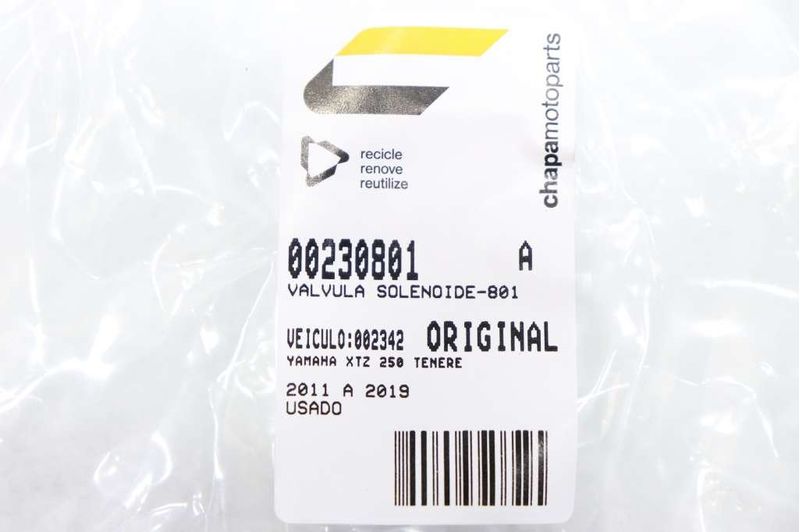 chapamotoparts
recicle
renove
reutilize
00230801 A
VALVULA SOLENOIDE-801
VEICULO:002342 ORIGINAL
YAMAHA XTZ 250 TENERE
2011 A 2019
USADO